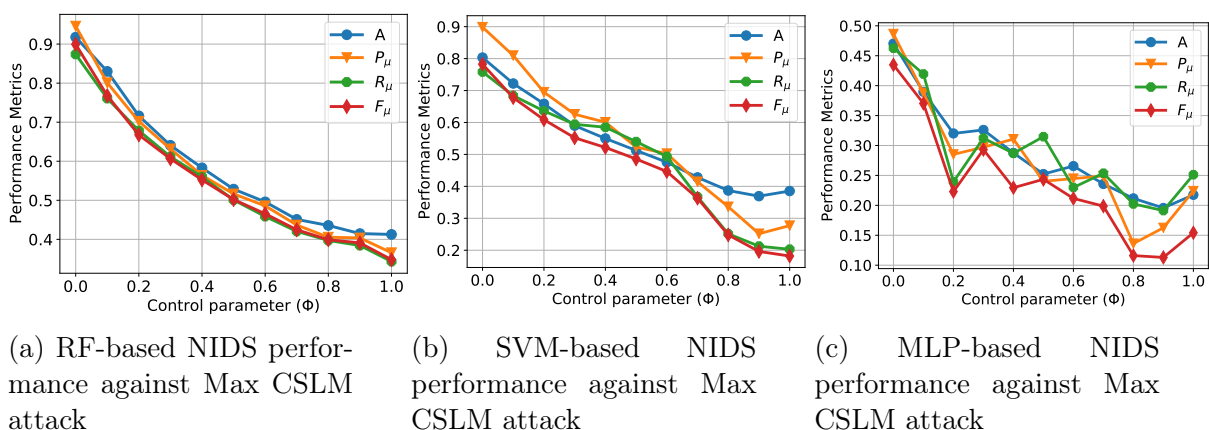 0.9
0.8
0.7
0.6
0.5
0.4
Performance Metrics
0.0 0.2 0.4 0.6 0.8 1.0
Control parameter (Φ)
A
Pμ
Rμ
Fμ
(a) RF-based NIDS perfor-
mance against Max CSLM
attack
0.9
0.8
0.7
0.6
0.5
0.4
0.3
0.2
Performance Metrics
0.0 0.2 0.4 0.6 0.8 1.0
Control parameter (Φ)
A
Pμ
Rμ
Fμ
(b) SVM-based NIDS
performance against Max
CSLM attack
0.50
0.45
0.40
0.35
0.30
0.25
0.20
0.15
0.10
Performance Metrics
0.0 0.2 0.4 0.6 0.8 1.0
Control parameter (Φ)
A
Pμ
Rμ
Fμ
(c) MLP-based NIDS
performance against Max
CSLM attack